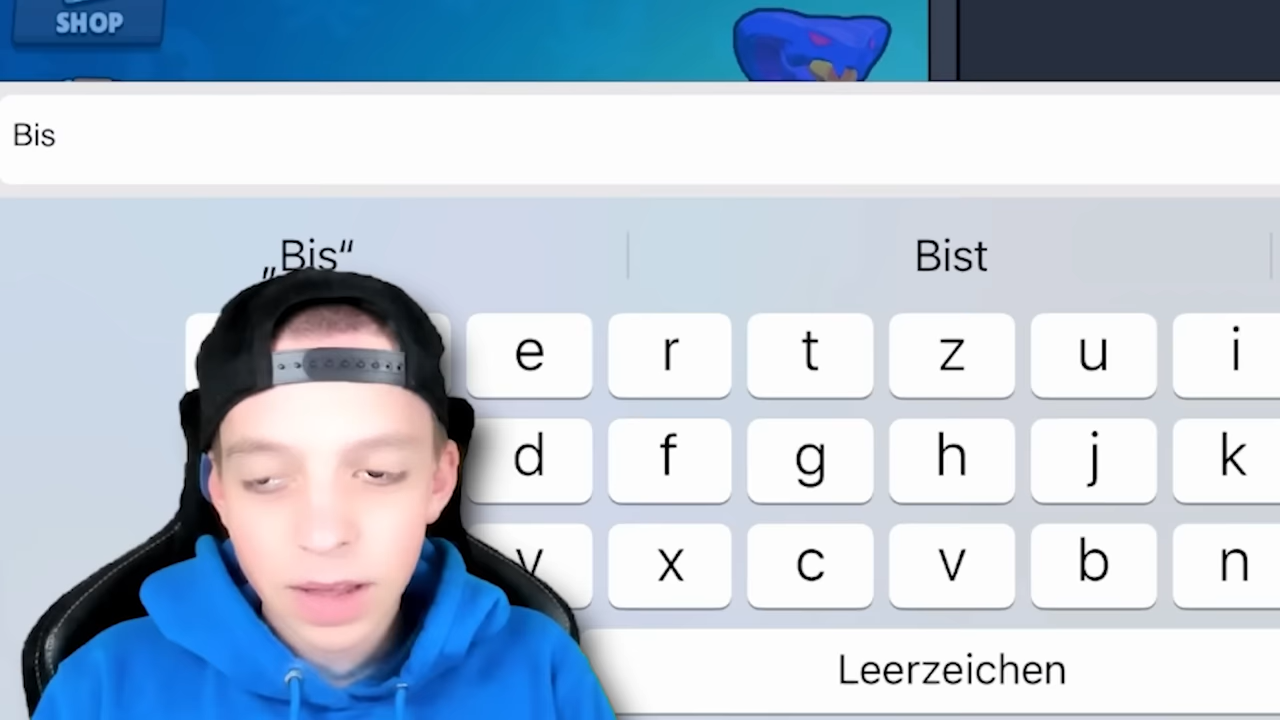 SHOP
Bis
„Bis“ Bist
e r t z u i
d f g h j k
y x c v b n
Leerzeichen